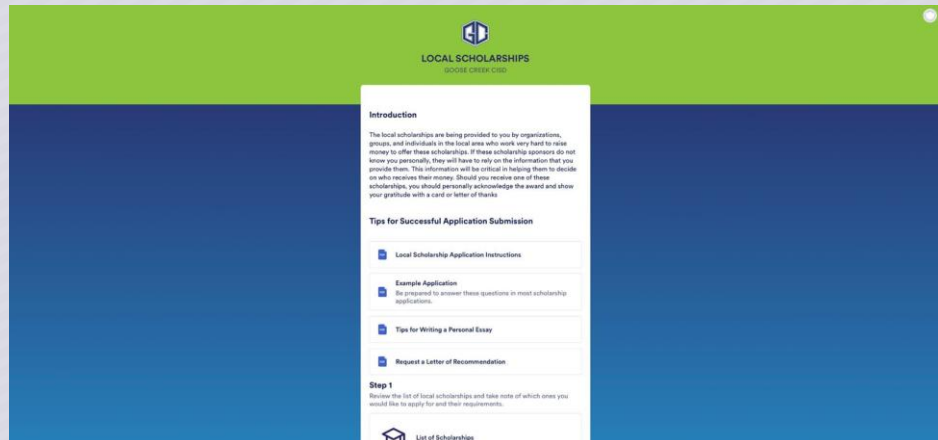 GC
LOCAL SCHOLARSHIPS
GOOSE CREEK CISD
Introduction
The local scholarships are being provided to you by organizations,
groups, and individuals in the local area who work very hard to raise
money to offer these scholarships. If these scholarship sponsors do not
know you personally, they will have to rely on the information that you
provide them. This information will be critical in helping them to decide
on who receives their money. Should you receive one of these
scholarships, you should personally acknowledge the award and show
your gratitude with a card or letter of thanks
Tips for Successful Application Submission
Local Scholarship Application Instructions
Example Application
Be prepared to answer these questions in most scholarship
applications.
Tips for Writing a Personal Essay
Request a Letter of Recommendation
Step 1
Review the list of local scholarships and take note of which ones you
would like to apply for and their requirements.
List of Scholarships